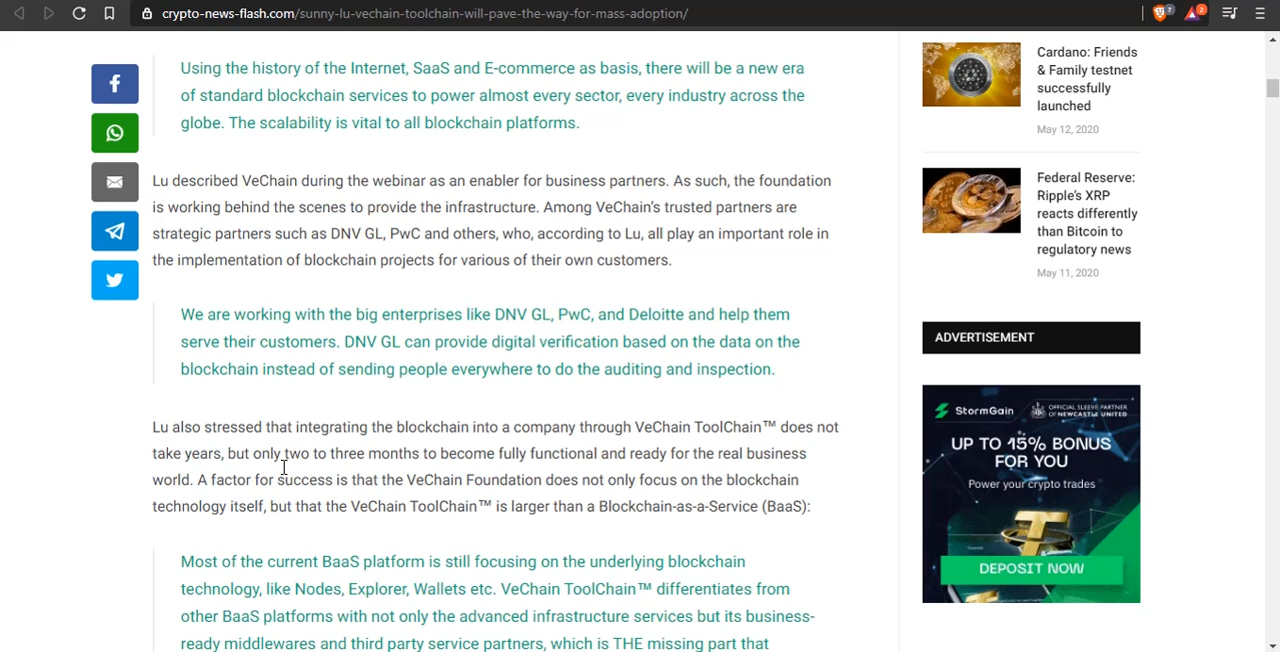 crypto-news-flash.com/sunny-lu-vechain-toolchain-will-pave-the-way-for-mass-adoption/
7
2
Using the history of the Internet, SaaS and E-commerce as basis, there will be a new era
of standard blockchain services to power almost every sector, every industry across the
globe. The scalability is vital to all blockchain platforms.
Lu described VeChain during the webinar as an enabler for business partners. As such, the foundation
is working behind the scenes to provide the infrastructure. Among VeChain's trusted partners are
strategic partners such as DNV GL, PwC and others, who, according to Lu, all play an important role in
the implementation of blockchain projects for various of their own customers.
We are working with the big enterprises like DNV GL, PwC, and Deloitte and help them
serve their customers. DNV GL can provide digital verification based on the data on the
blockchain instead of sending people everywhere to do the auditing and inspection.
Lu also stressed that integrating the blockchain into a company through VeChain ToolChain™ does not
take years, but only two to three months to become fully functional and ready for the real business
world. A factor for success is that the VeChain Foundation does not only focus on the blockchain
technology itself, but that the VeChain ToolChain™ is larger than a Blockchain-as-a-Service (BaaS):
Most of the current BaaS platform is still focusing on the underlying blockchain
technology, like Nodes, Explorer, Wallets etc. VeChain ToolChain™ differentiates from
other BaaS platforms with not only the advanced infrastructure services but its business-
ready middlewares and third party service partners, which is THE missing part that
Cardano: Friends
& Family testnet
successfully
launched
May 12, 2020
Federal Reserve:
Ripple's XRP
reacts differently
than Bitcoin to
regulatory news
May 11, 2020
ADVERTISEMENT
StormGain
OFFICIAL SLEEVE PARTNER
OF NEWCASTLE UNITED
UP TO 15% BONUS
FOR YOU
Power your crypto trades
DEPOSIT NOW